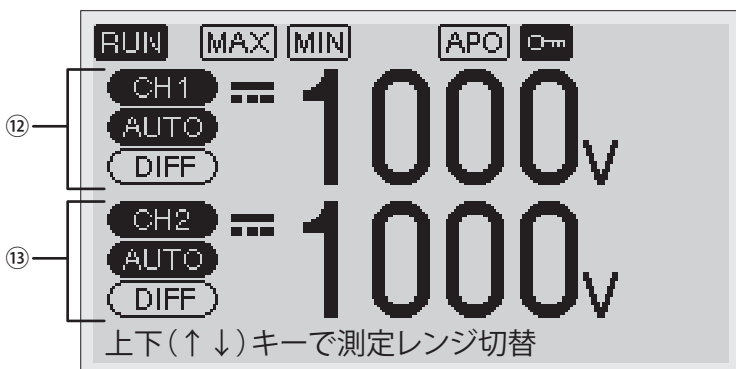 RUN MAX MIN APO
⑫ CH1 1000V
AUTO
DIFF
⑬ CH2 1000V
AUTO
DIFF
上下(↑↓)キーで測定レンジ切替